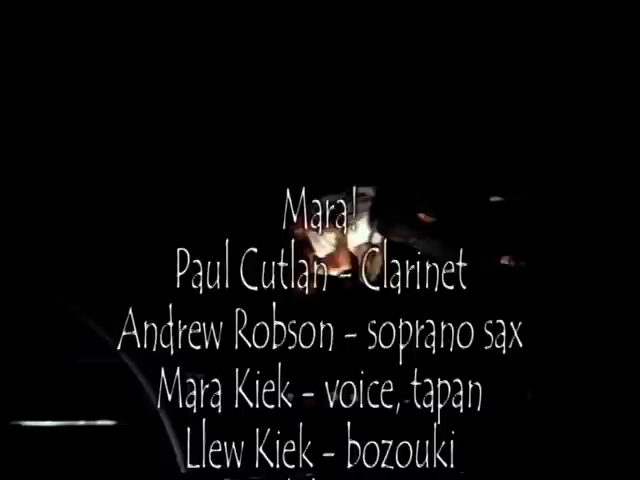 Mara!
Paul Cutlan - Clarinet
Andrew Robson - soprano sax
Mara Kiek - voice, tapan
Llew Kiek - bozouki